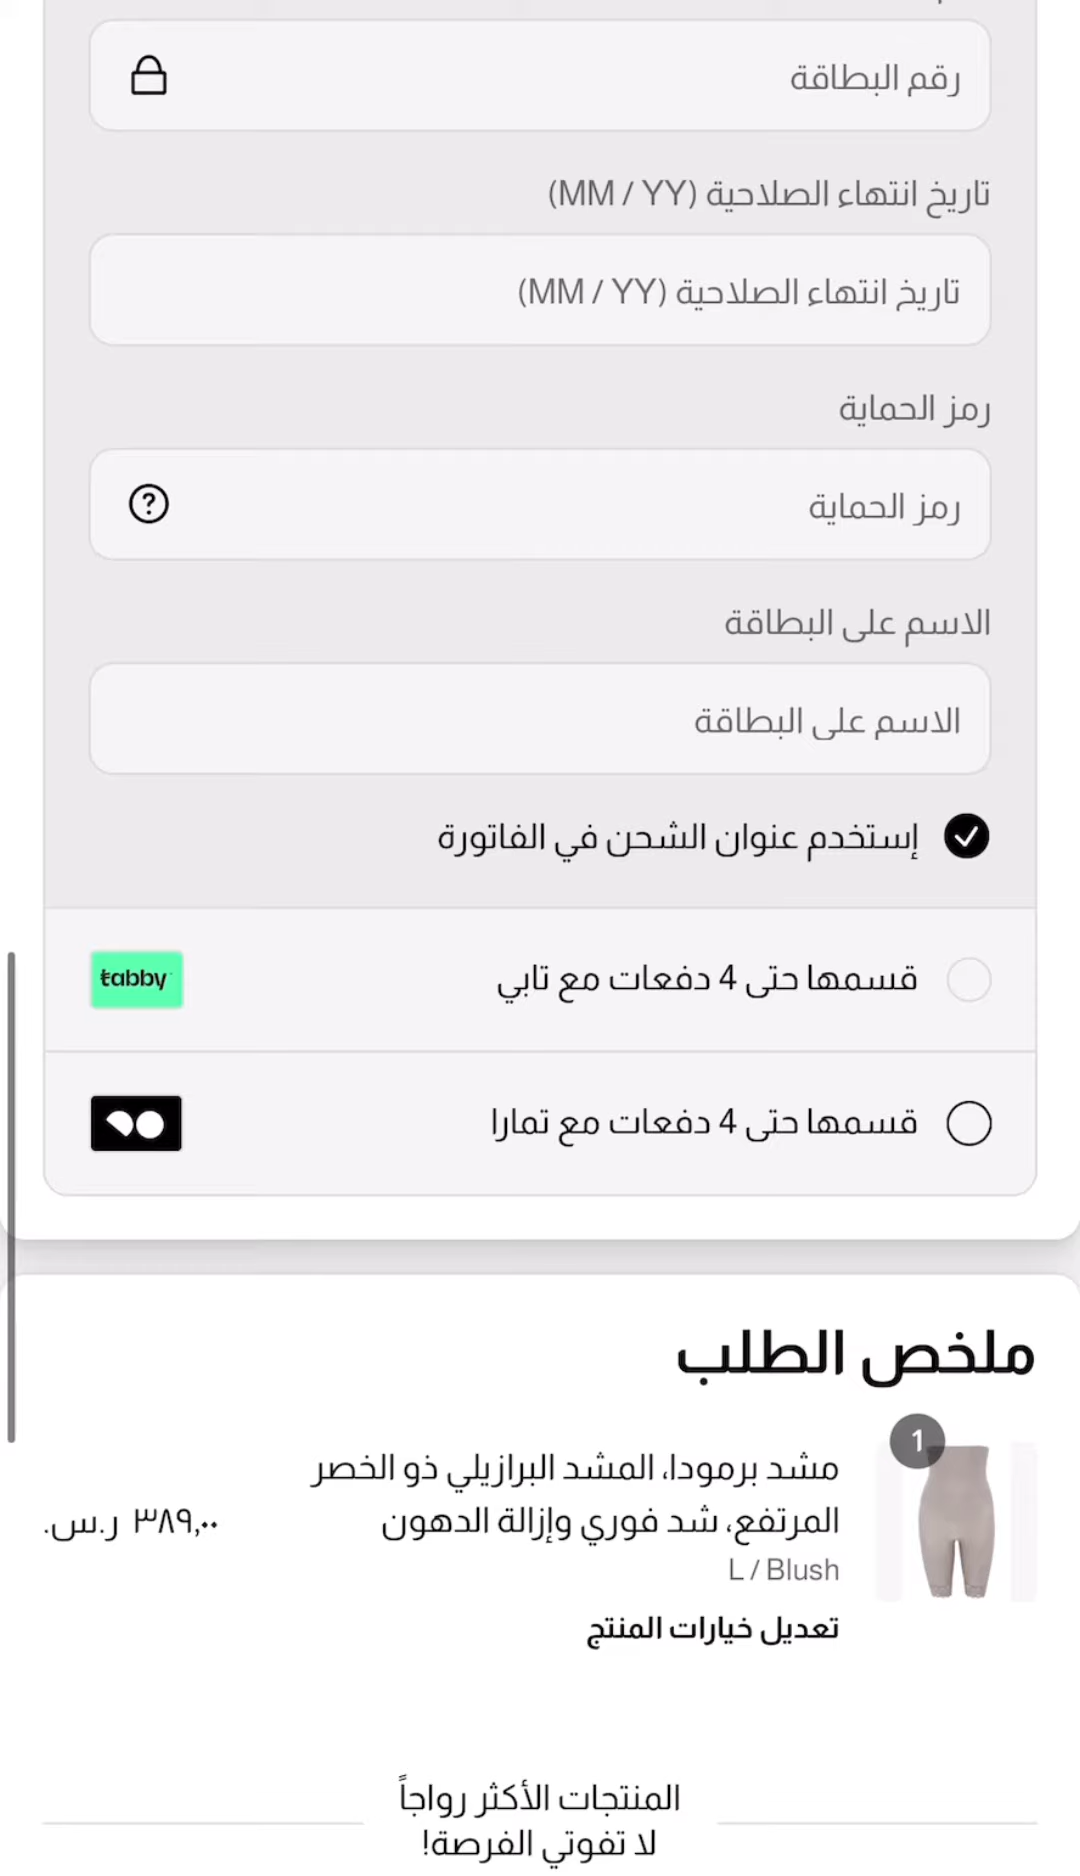 رقم البطاقة
تاريخ انتهاء الصلاحية (MM / YY)
تاريخ انتهاء الصلاحية (MM / YY)
رمز الحماية
رمز الحماية
الاسم على البطاقة
الاسم على البطاقة
إستخدم عنوان الشحن في الفاتورة
قسمها حتى 4 دفعات مع تابي
tabby
قسمها حتى 4 دفعات مع تمارا
ملخص الطلب
1
مشد برمودا، المشد البرازيلي ذو الخصر
المرتفع، شد فوري وإزالة الدهون
٣٨٩,٠٠ ر.س.
L / Blush
تعديل خيارات المنتج
المنتجات الأكثر رواجاً
لا تفوتي الفرصة!